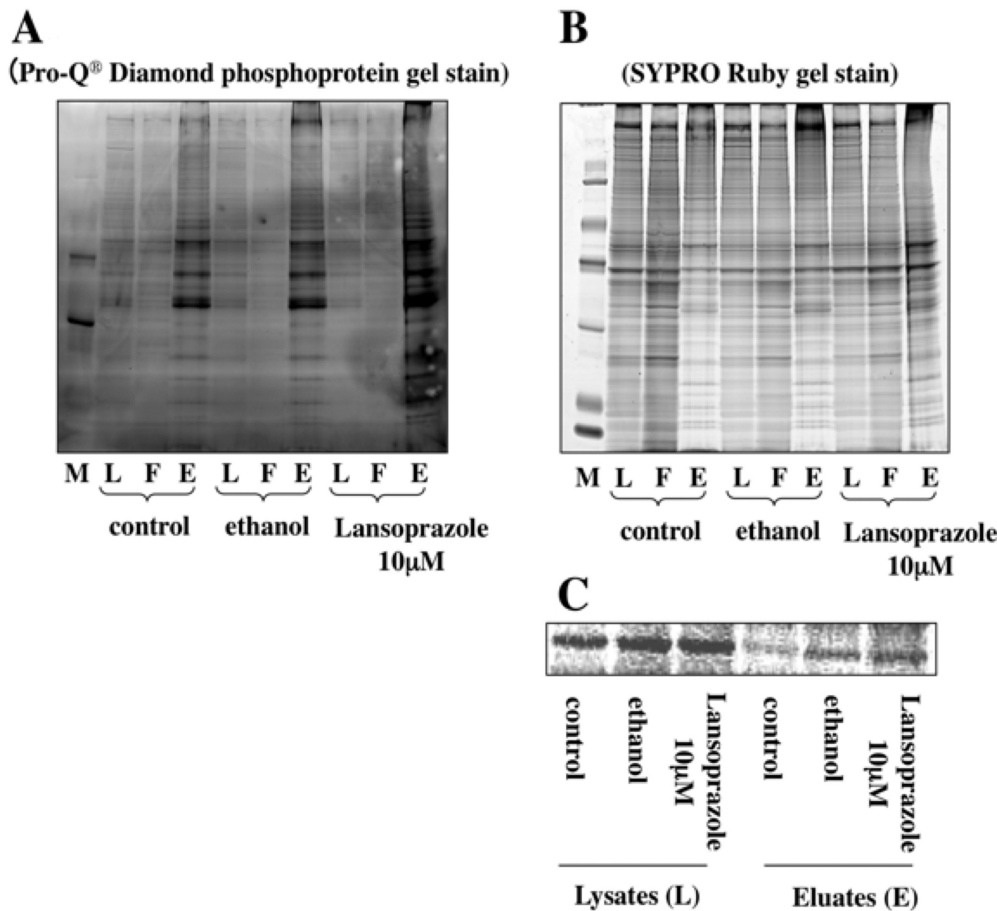 A
(Pro-Q® Diamond phosphoprotein gel stain)
M L F E L F E L F E
control ethanol Lansoprazole
10μM
B
(SYPRO Ruby gel stain)
M L F E L F E L F E
control ethanol Lansoprazole
10μM
C
control
ethanol
Lansoprazole
10μM
control
ethanol
Lansoprazole
10μM
Lysates (L) Eluates (E)